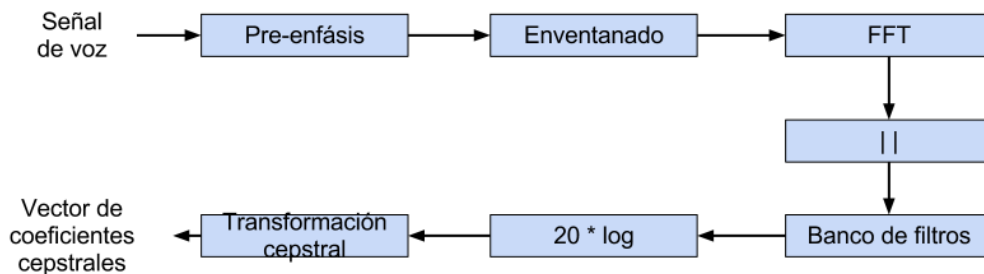 Señal
de voz
Pre-enfásis
Enventanado
FFT
| |
Banco de filtros
20 * log
Transformación
cepstral
Vector de
coeficientes
cepstrales